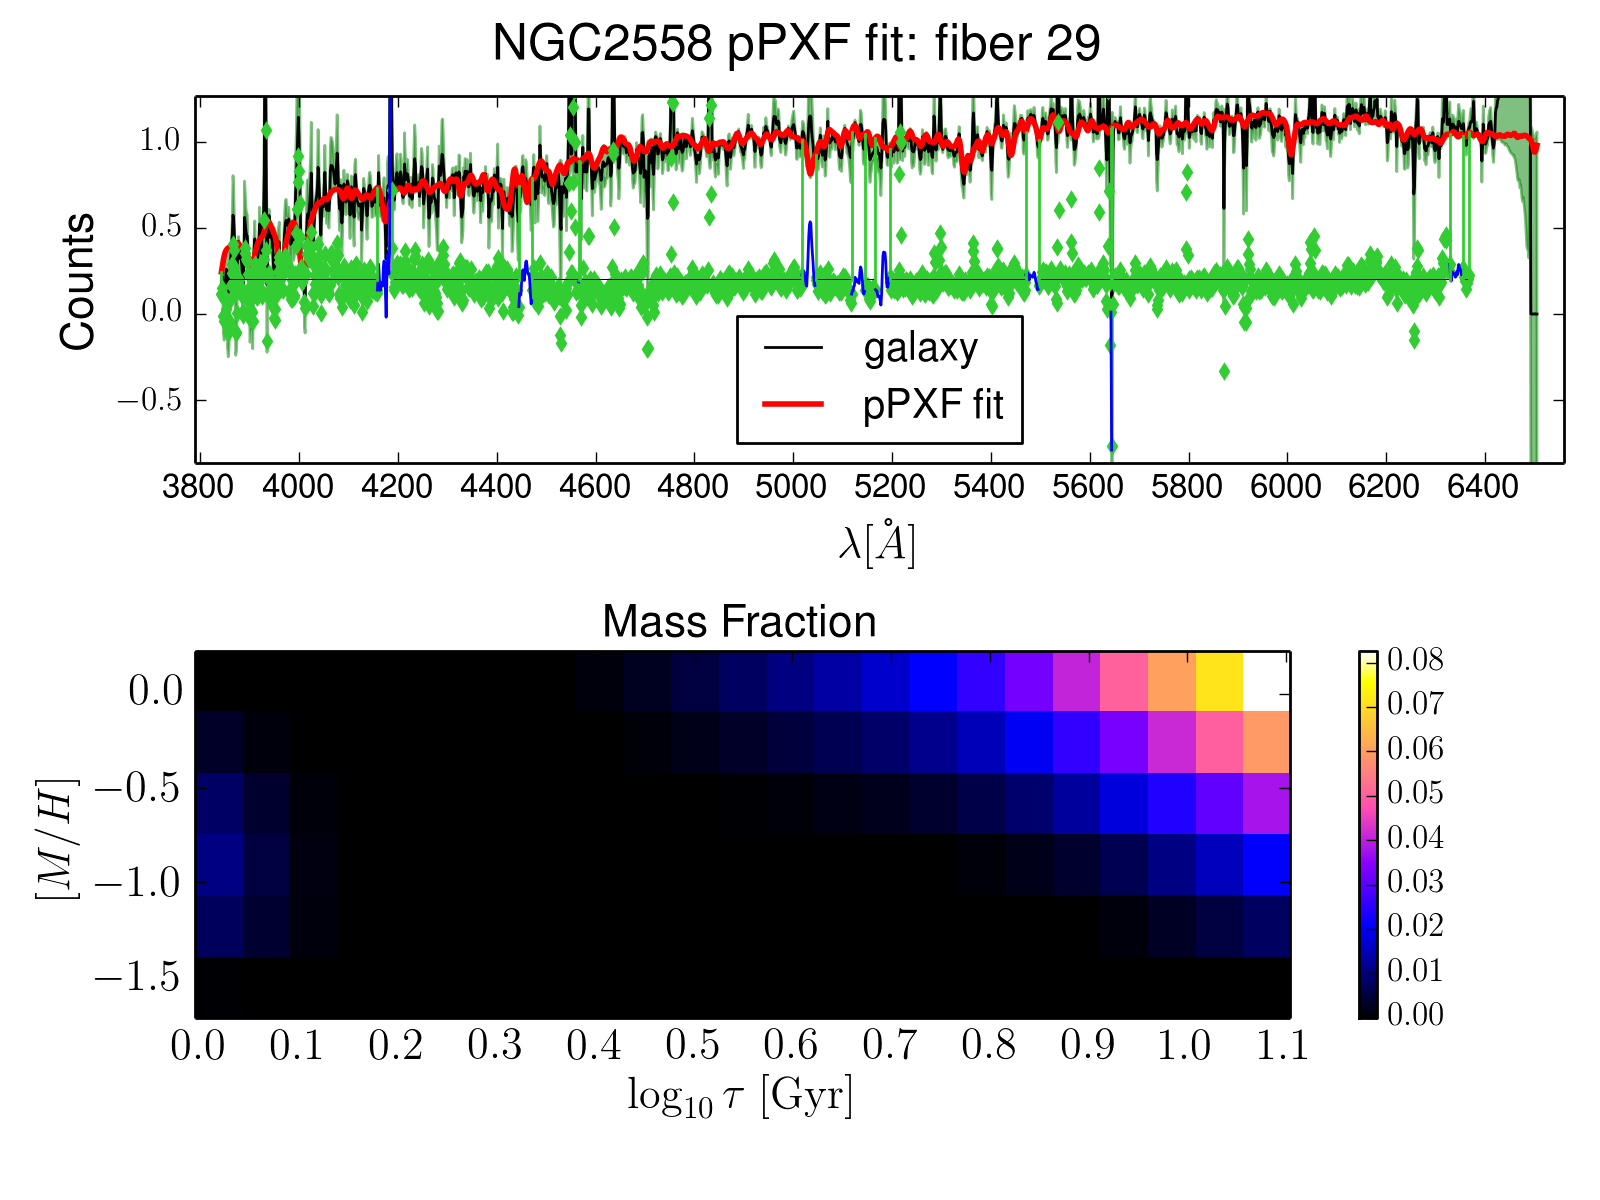 NGC2558 pPXF fit: fiber 29
Counts
1.0
0.5
0.0
−0.5
galaxy
pPXF fit
3800 4000 4200 4400 4600 4800 5000 5200 5400 5600 5800 6000 6200 6400
λ[Å]
Mass Fraction
[M/H]
0.0
−0.5
−1.0
−1.5
0.0 0.1 0.2 0.3 0.4 0.5 0.6 0.7 0.8 0.9 1.0 1.1
log₁₀ τ [Gyr]
0.08
0.07
0.06
0.05
0.04
0.03
0.02
0.01
0.00